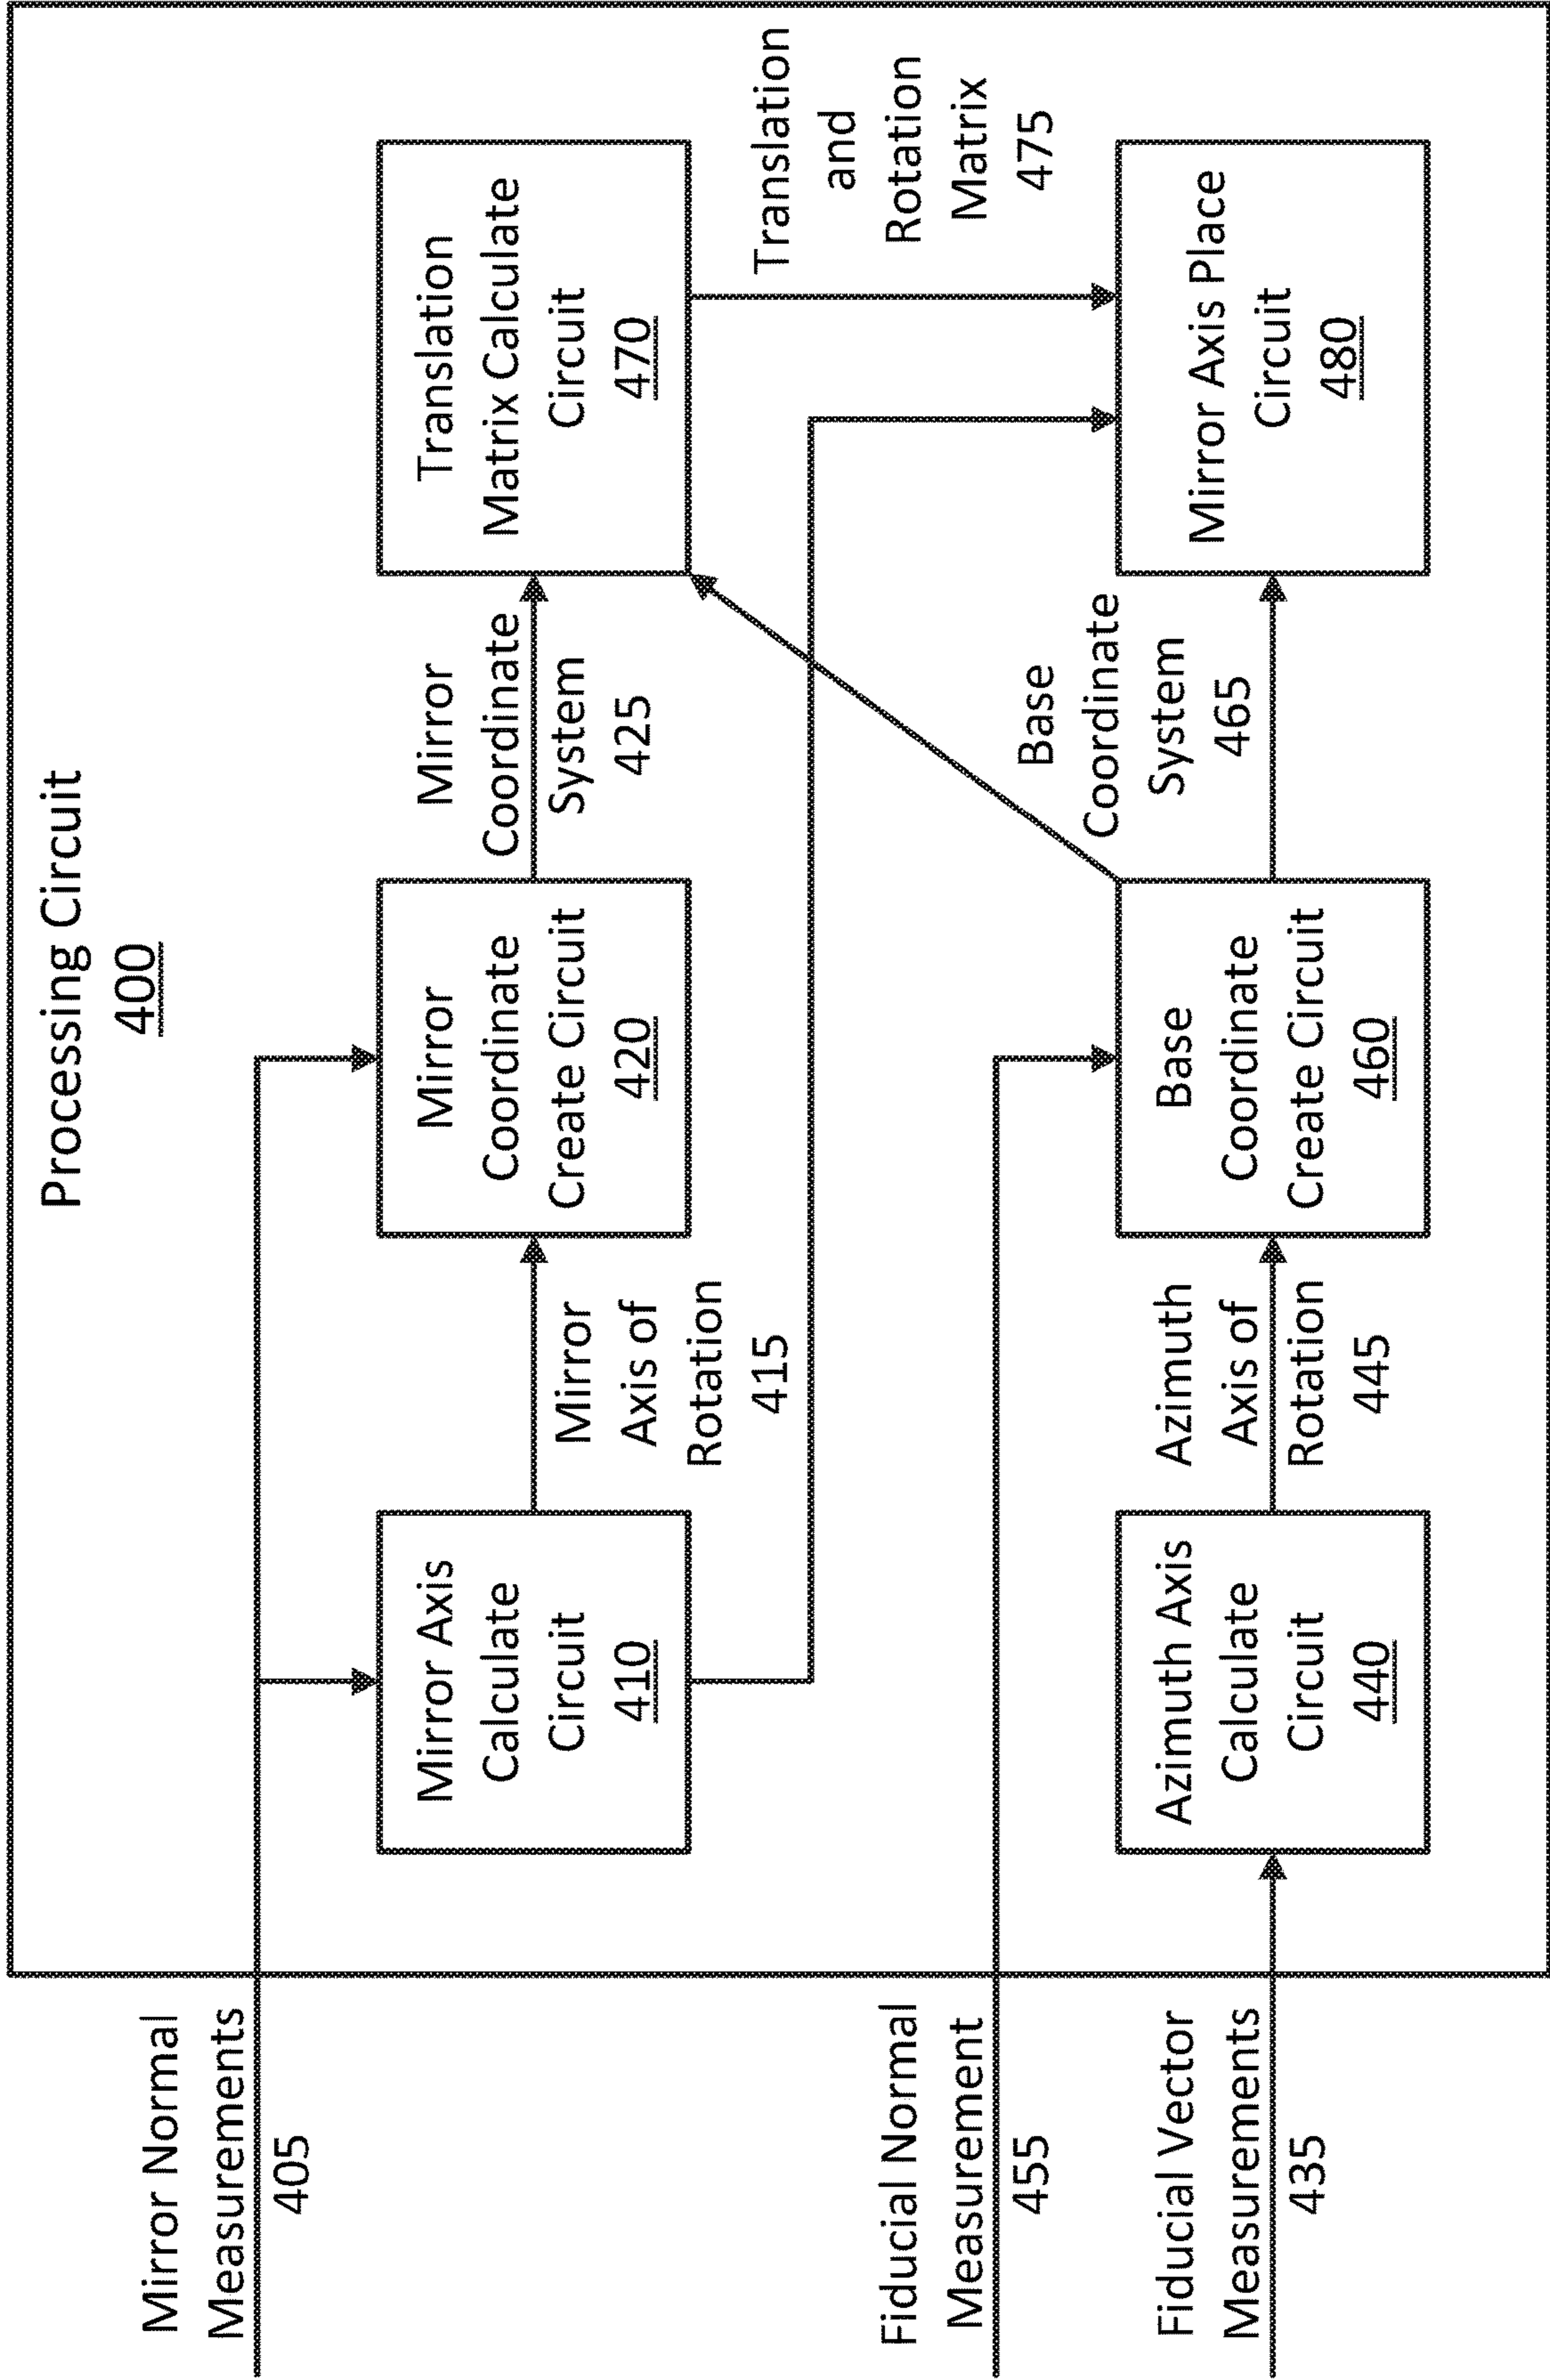 Processing Circuit
400
Mirror Normal
Measurements
405
Mirror Axis
Calculate
Circuit
410
Mirror
Axis of
Rotation
415
Mirror
Coordinate
Create Circuit
420
Mirror
Coordinate
System
425
Translation
Matrix Calculate
Circuit
470
Translation
and
Rotation
Matrix
475
Fiducial Normal
Measurement
455
Fiducial Vector
Measurements
435
Azimuth Axis
Calculate
Circuit
440
Azimuth
Axis of
Rotation
445
Base
Coordinate
Create Circuit
460
Base
Coordinate
System
465
Mirror Axis Place
Circuit
480